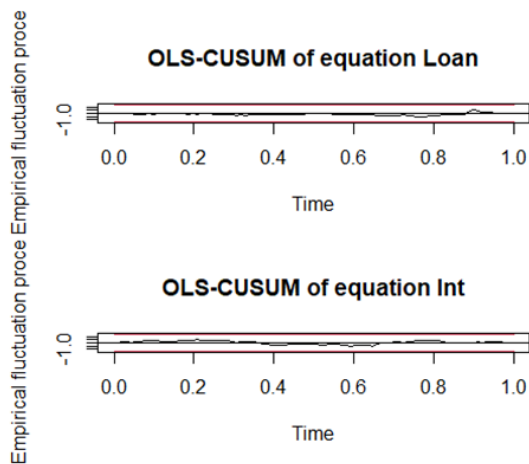 OLS-CUSUM of equation Loan
Empirical fluctuation proce
-1.0
0.0 0.2 0.4 0.6 0.8 1.0
Time
OLS-CUSUM of equation Int
Empirical fluctuation proce
-1.0
0.0 0.2 0.4 0.6 0.8 1.0
Time